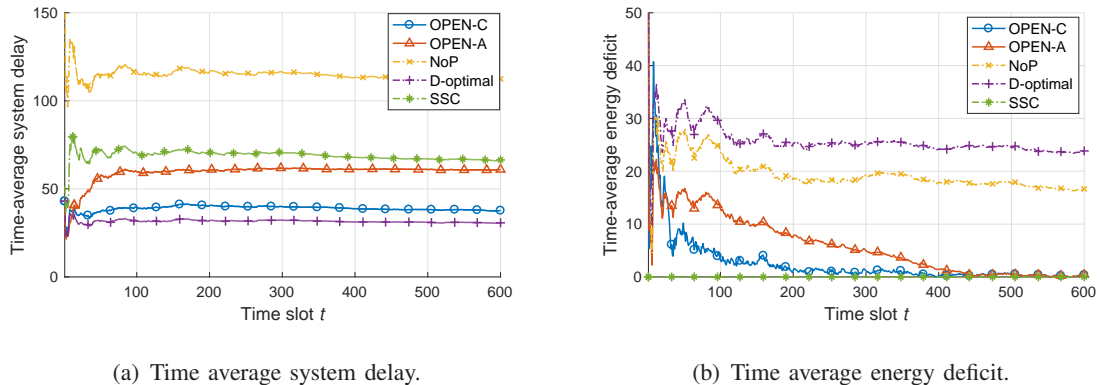 Time-average system delay
150
100
50
0
100
200
300
400
500
600
Time slot t
OPEN-C
OPEN-A
NoP
D-optimal
SSC
(a) Time average system delay.
Time-average energy deficit
50
40
30
20
10
0
100
200
300
400
500
600
Time slot t
OPEN-C
OPEN-A
NoP
D-optimal
SSC
(b) Time average energy deficit.